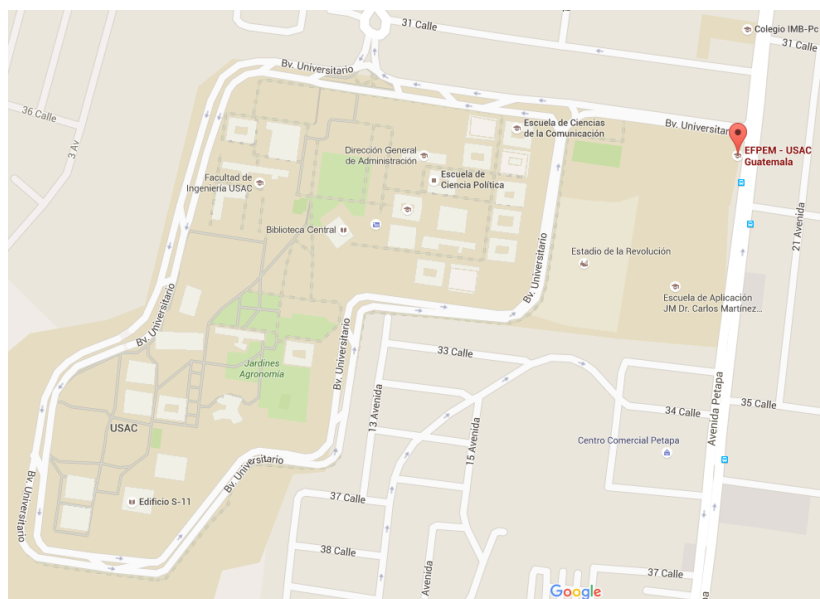 31 Calle
Colegio IMB-Pc
31 Calle
Bv. Universitario
36 Calle
3 Av
Escuela de Ciencias
de la Comunicación
Bv. Universitario
EFPEM - USAC
Guatemala
Dirección General
de Administración
Facultad de
Ingeniería USAC
Escuela de
Ciencia Política
Biblioteca Central
21 Avenida
Estadio de la Revolución
Bv. Universitario
Escuela de Aplicación
JM Dr. Carlos Martínez...
Bv. Universitario
Bv. Universitario
33 Calle
Jardines
Agronomía
13 Avenida
Avenida Petapa
35 Calle
34 Calle
15 Avenida
USAC
Centro Comercial Petapa
Bv. Universitario
Bv. Universitario
Edificio S-11
37 Calle
38 Calle
Avenida
37 Calle
Petapa
Google